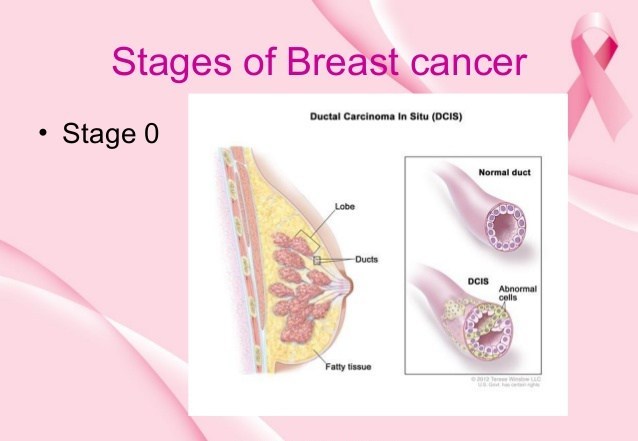 Stages of Breast cancer
• Stage 0
Ductal Carcinoma In Situ (DCIS)
Lobe
Ducts
Fatty tissue
Normal duct
DCIS
Abnormal
cells
© 2012 Terese Winslow LLC
U.S. Govt. has certain rights